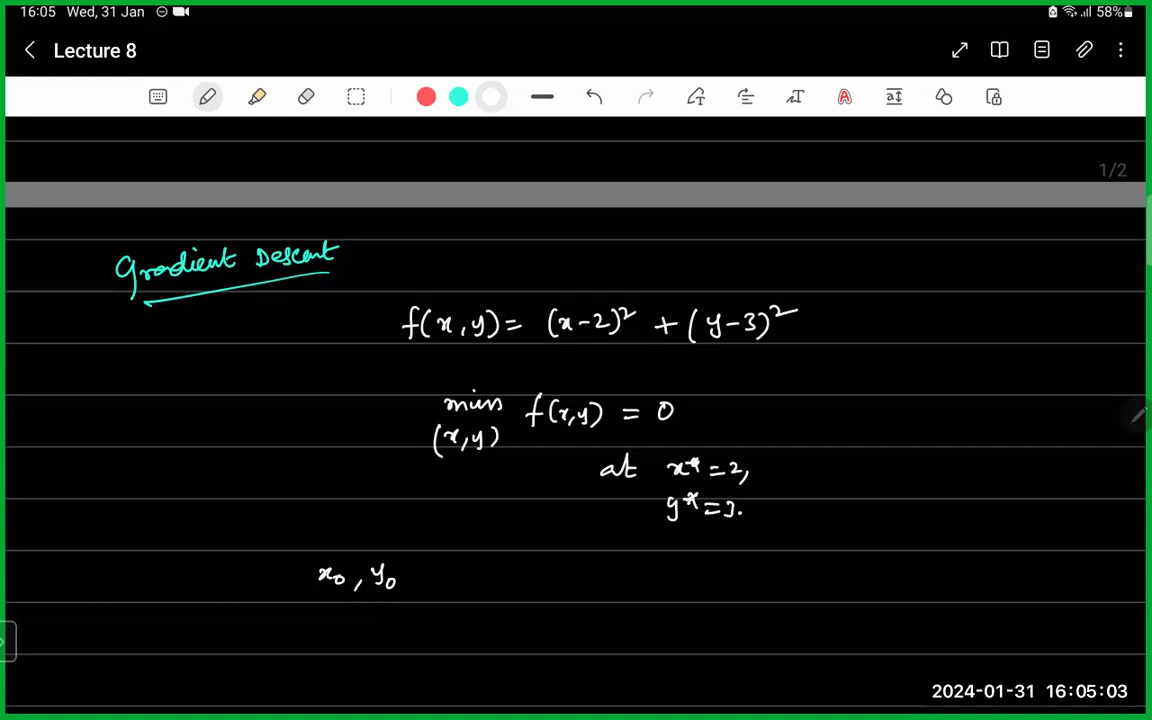 16:05 Wed, 31 Jan 58%
Lecture 8
1/2
Gradient Descent
f(x,y) = (x-2)² + (y-3)²
min f(x,y) = 0
(x,y)
at x* = 2,
y* = 3.
x₀, y₀
2024-01-31 16:05:03